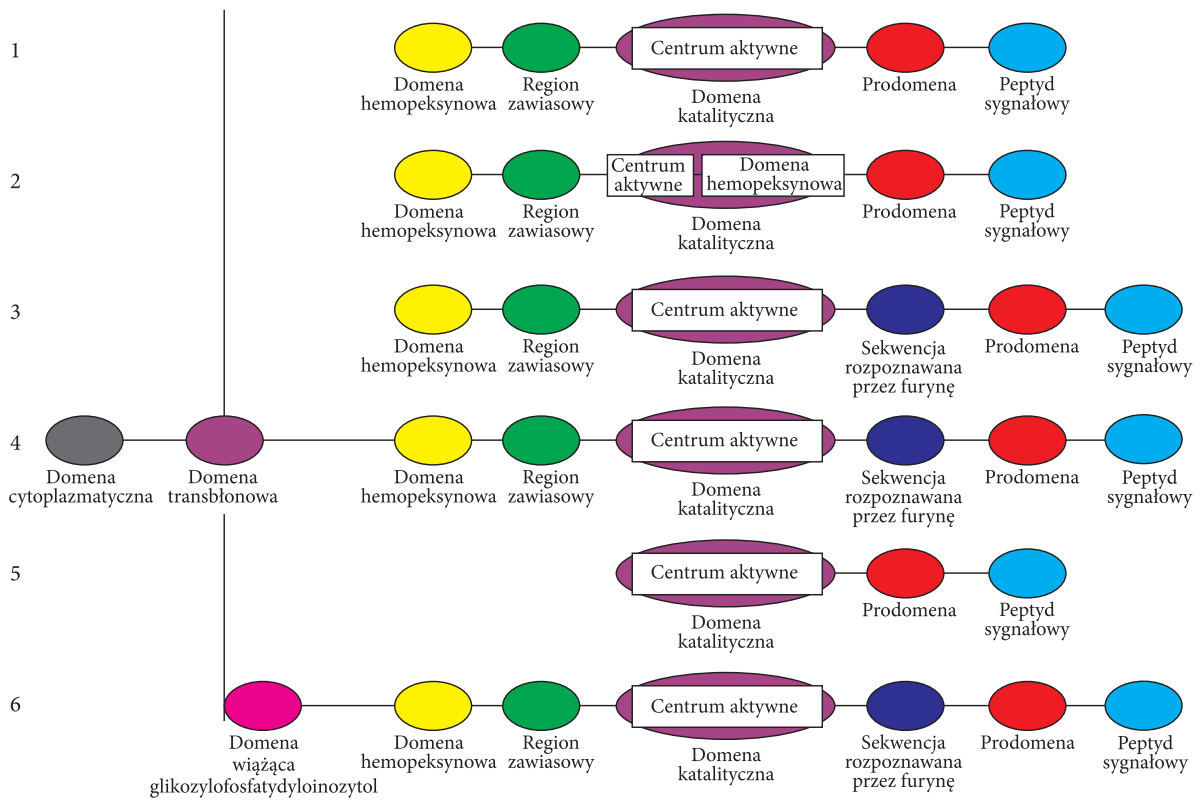 1
Centrum aktywne
Domena
hemopeksynowa
Region
zawiasowy
Domena
katalityczna
Prodomena
Peptyd
sygnałowy
2
Centrum
aktywne
Domena
hemopeksynowa
Domena
hemopeksynowa
Region
zawiasowy
Domena
katalityczna
Prodomena
Peptyd
sygnałowy
3
Centrum aktywne
Domena
hemopeksynowa
Region
zawiasowy
Domena
katalityczna
Sekwencja
rozpoznawana
przez furynę
Prodomena
Peptyd
sygnałowy
4
Centrum aktywne
Domena
cytoplazmatyczna
Domena
transbłonowa
Domena
hemopeksynowa
Region
zawiasowy
Domena
katalityczna
Sekwencja
rozpoznawana
przez furynę
Prodomena
Peptyd
sygnałowy
5
Centrum aktywne
Domena
katalityczna
Prodomena
Peptyd
sygnałowy
6
Centrum aktywne
Domena
wiążąca
glikozylofosfatydyloinozytol
Domena
hemopeksynowa
Region
zawiasowy
Domena
katalityczna
Sekwencja
rozpoznawana
przez furynę
Prodomena
Peptyd
sygnałowy